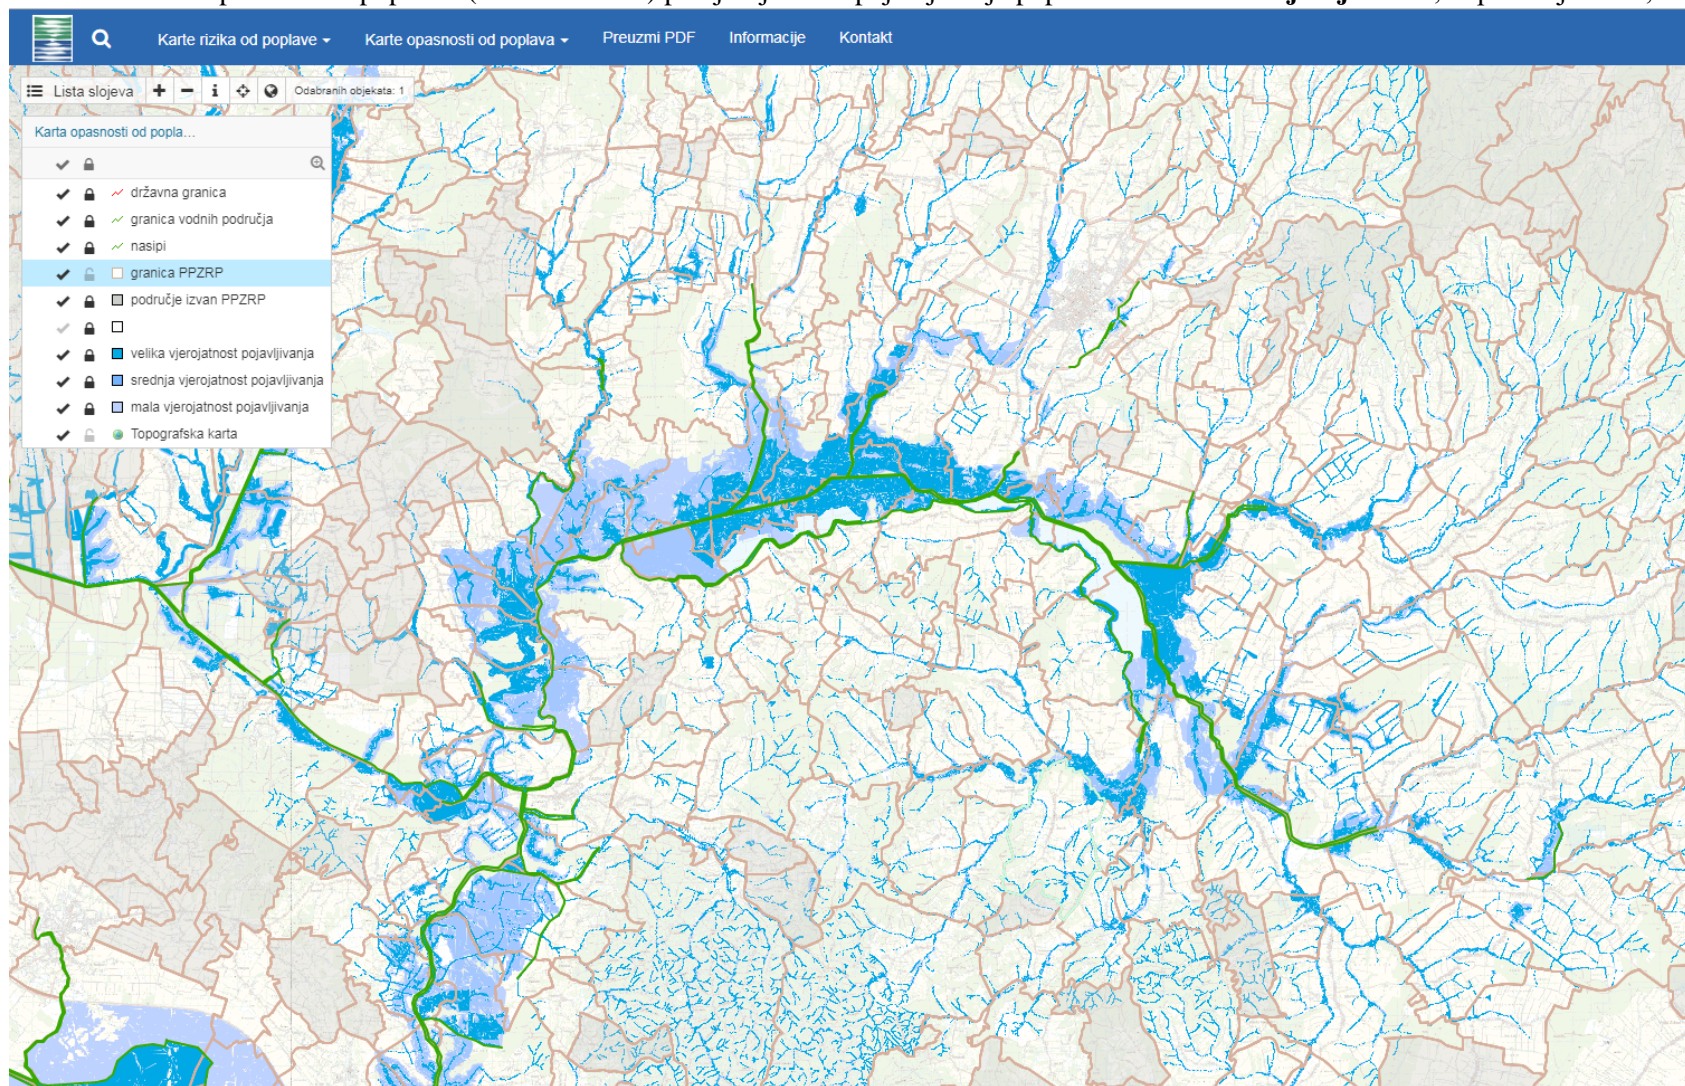 Karte rizika od poplave
Karte opasnosti od poplava
Preuzmi PDF
Informacije
Kontakt
Lista slojeva
Odabranih objekata: 1
Karta opasnosti od popla...
državna granica
granica vodnih područja
nasipi
granica PPZRP
područje izvan PPZRP
velika vjerojatnost pojavljivanja
srednja vjerojatnost pojavljivanja
mala vjerojatnost pojavljivanja
Topografska karta